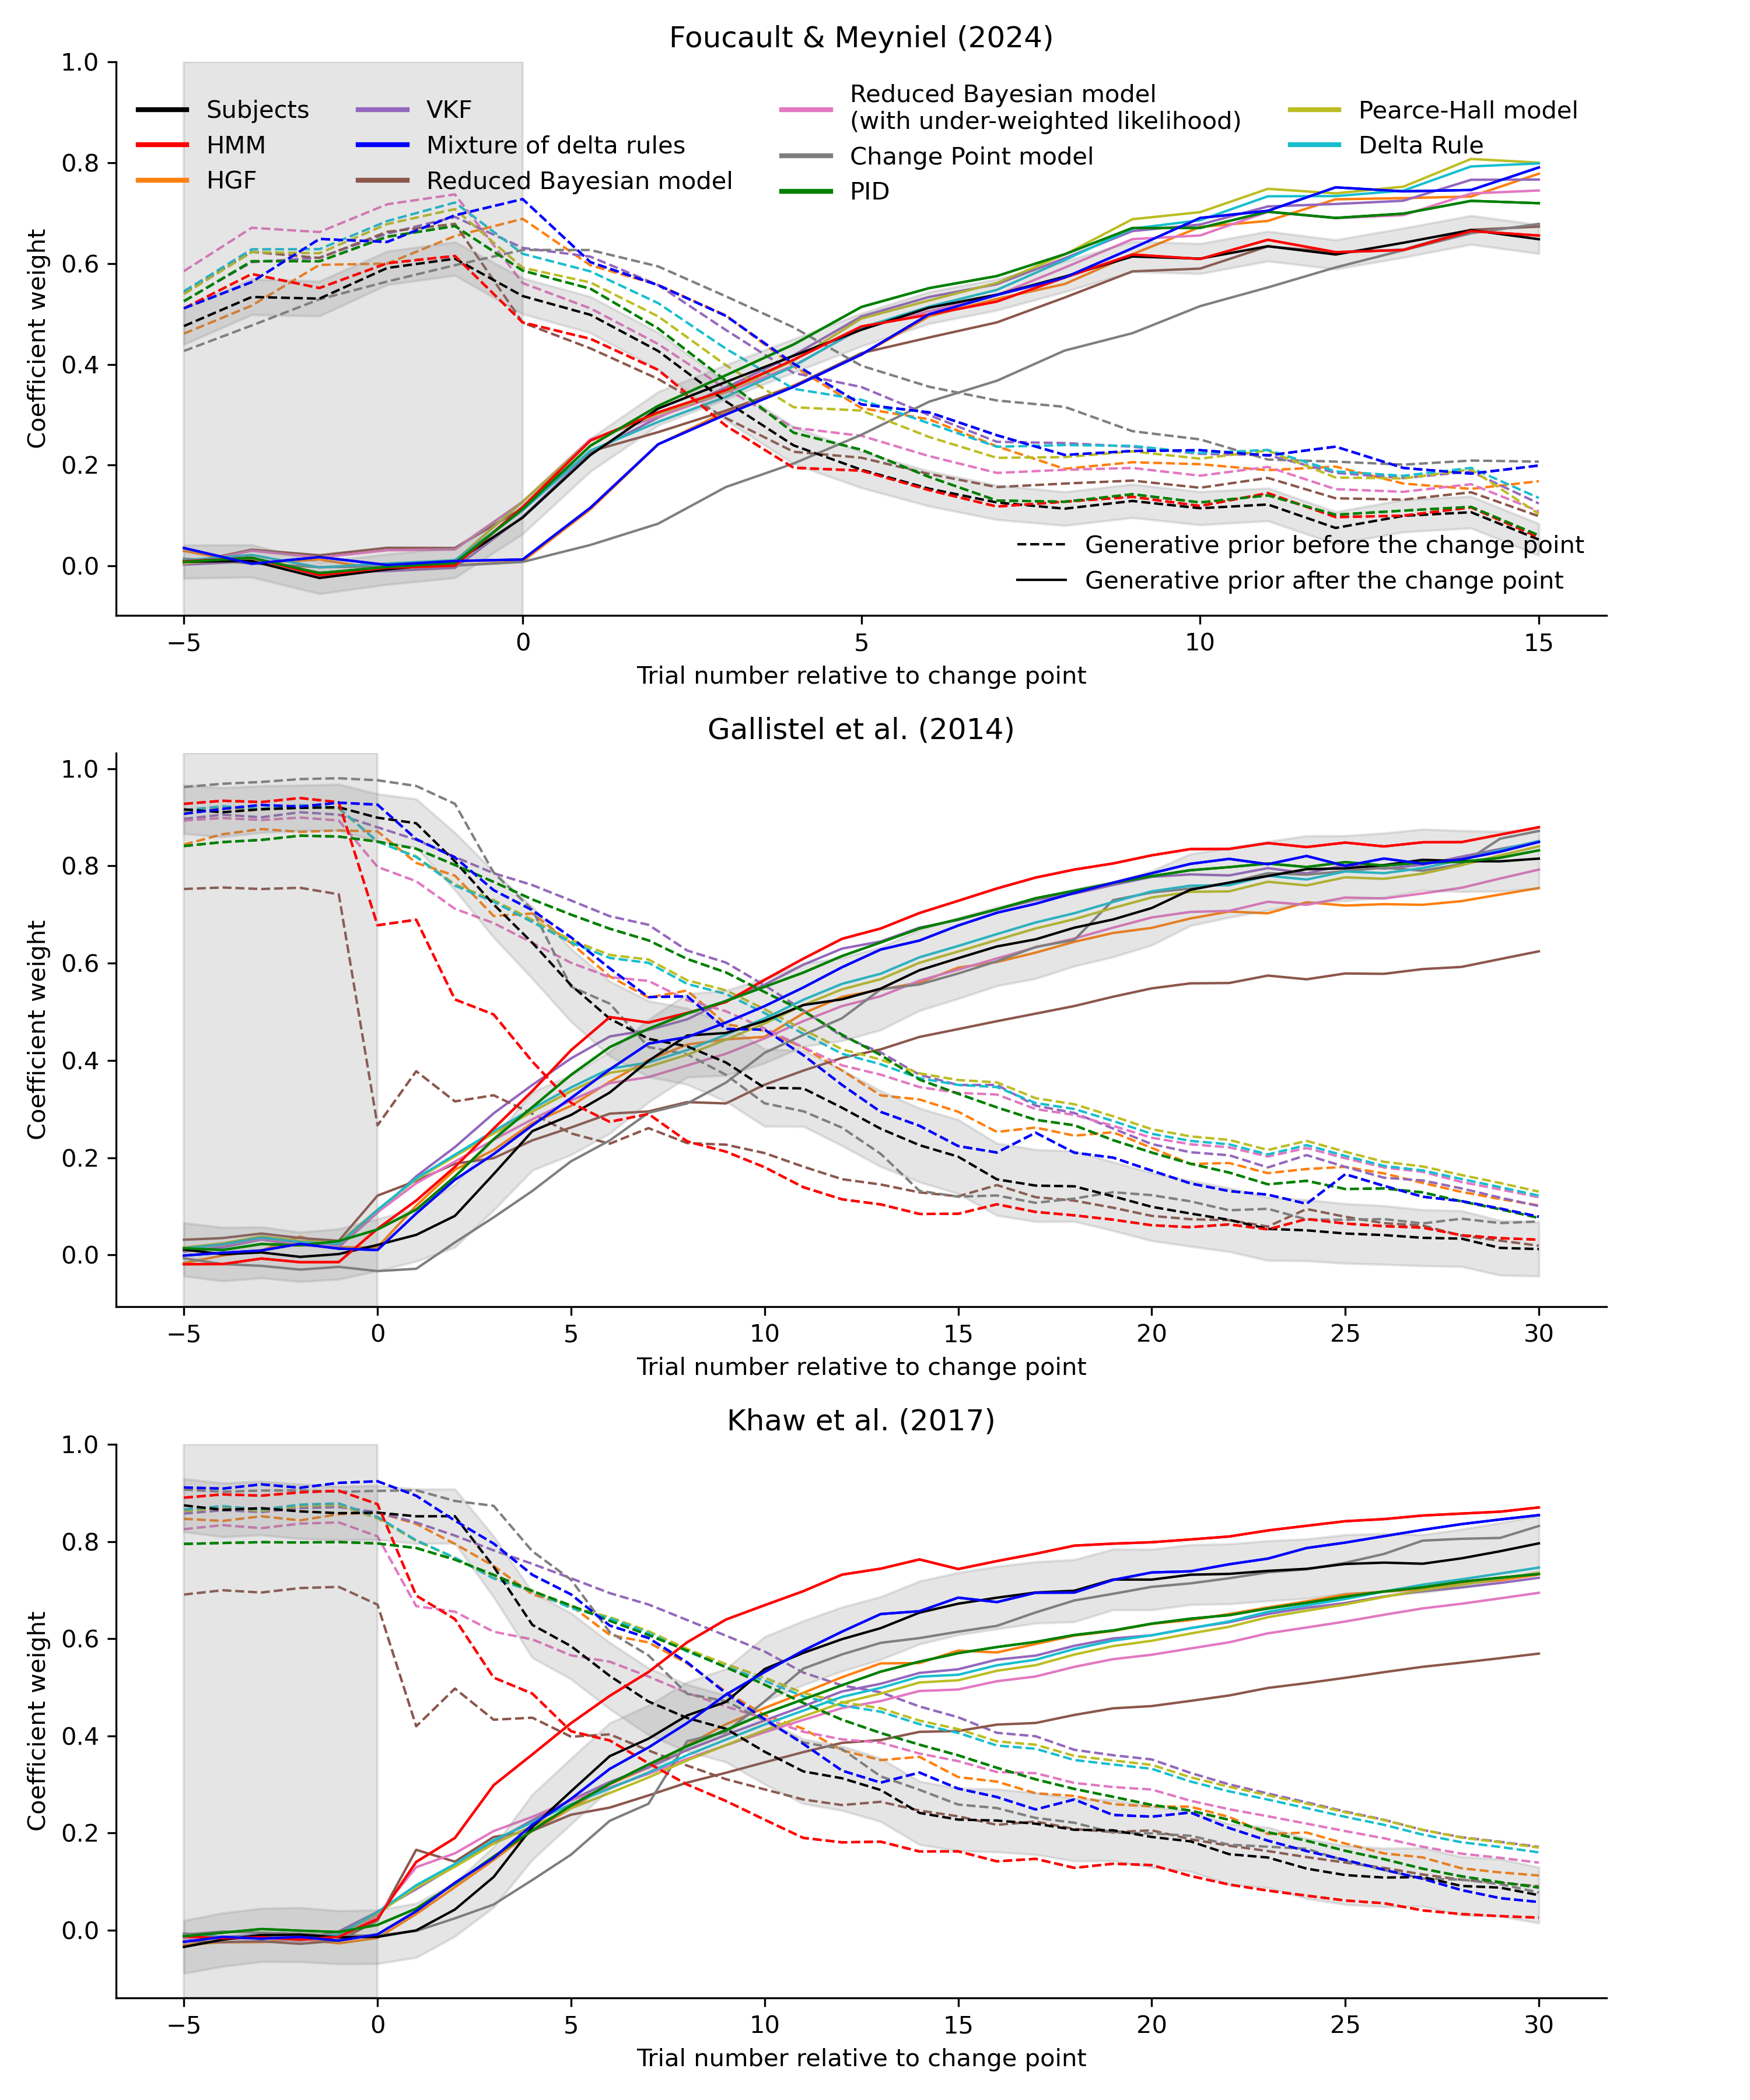 Foucault & Meyniel (2024)
1.0
0.8
0.6
0.4
0.2
0.0
Coefficient weight
Subjects
HMM
HGF
VKF
Mixture of delta rules
Reduced Bayesian model
Reduced Bayesian model
(with under-weighted likelihood)
Change Point model
PID
Pearce-Hall model
Delta Rule
Generative prior before the change point
Generative prior after the change point
−5 0 5 10 15
Trial number relative to change point
Gallistel et al. (2014)
1.0
0.8
0.6
0.4
0.2
0.0
Coefficient weight
−5 0 5 10 15 20 25 30
Trial number relative to change point
Khaw et al. (2017)
1.0
0.8
0.6
0.4
0.2
0.0
Coefficient weight
−5 0 5 10 15 20 25 30
Trial number relative to change point